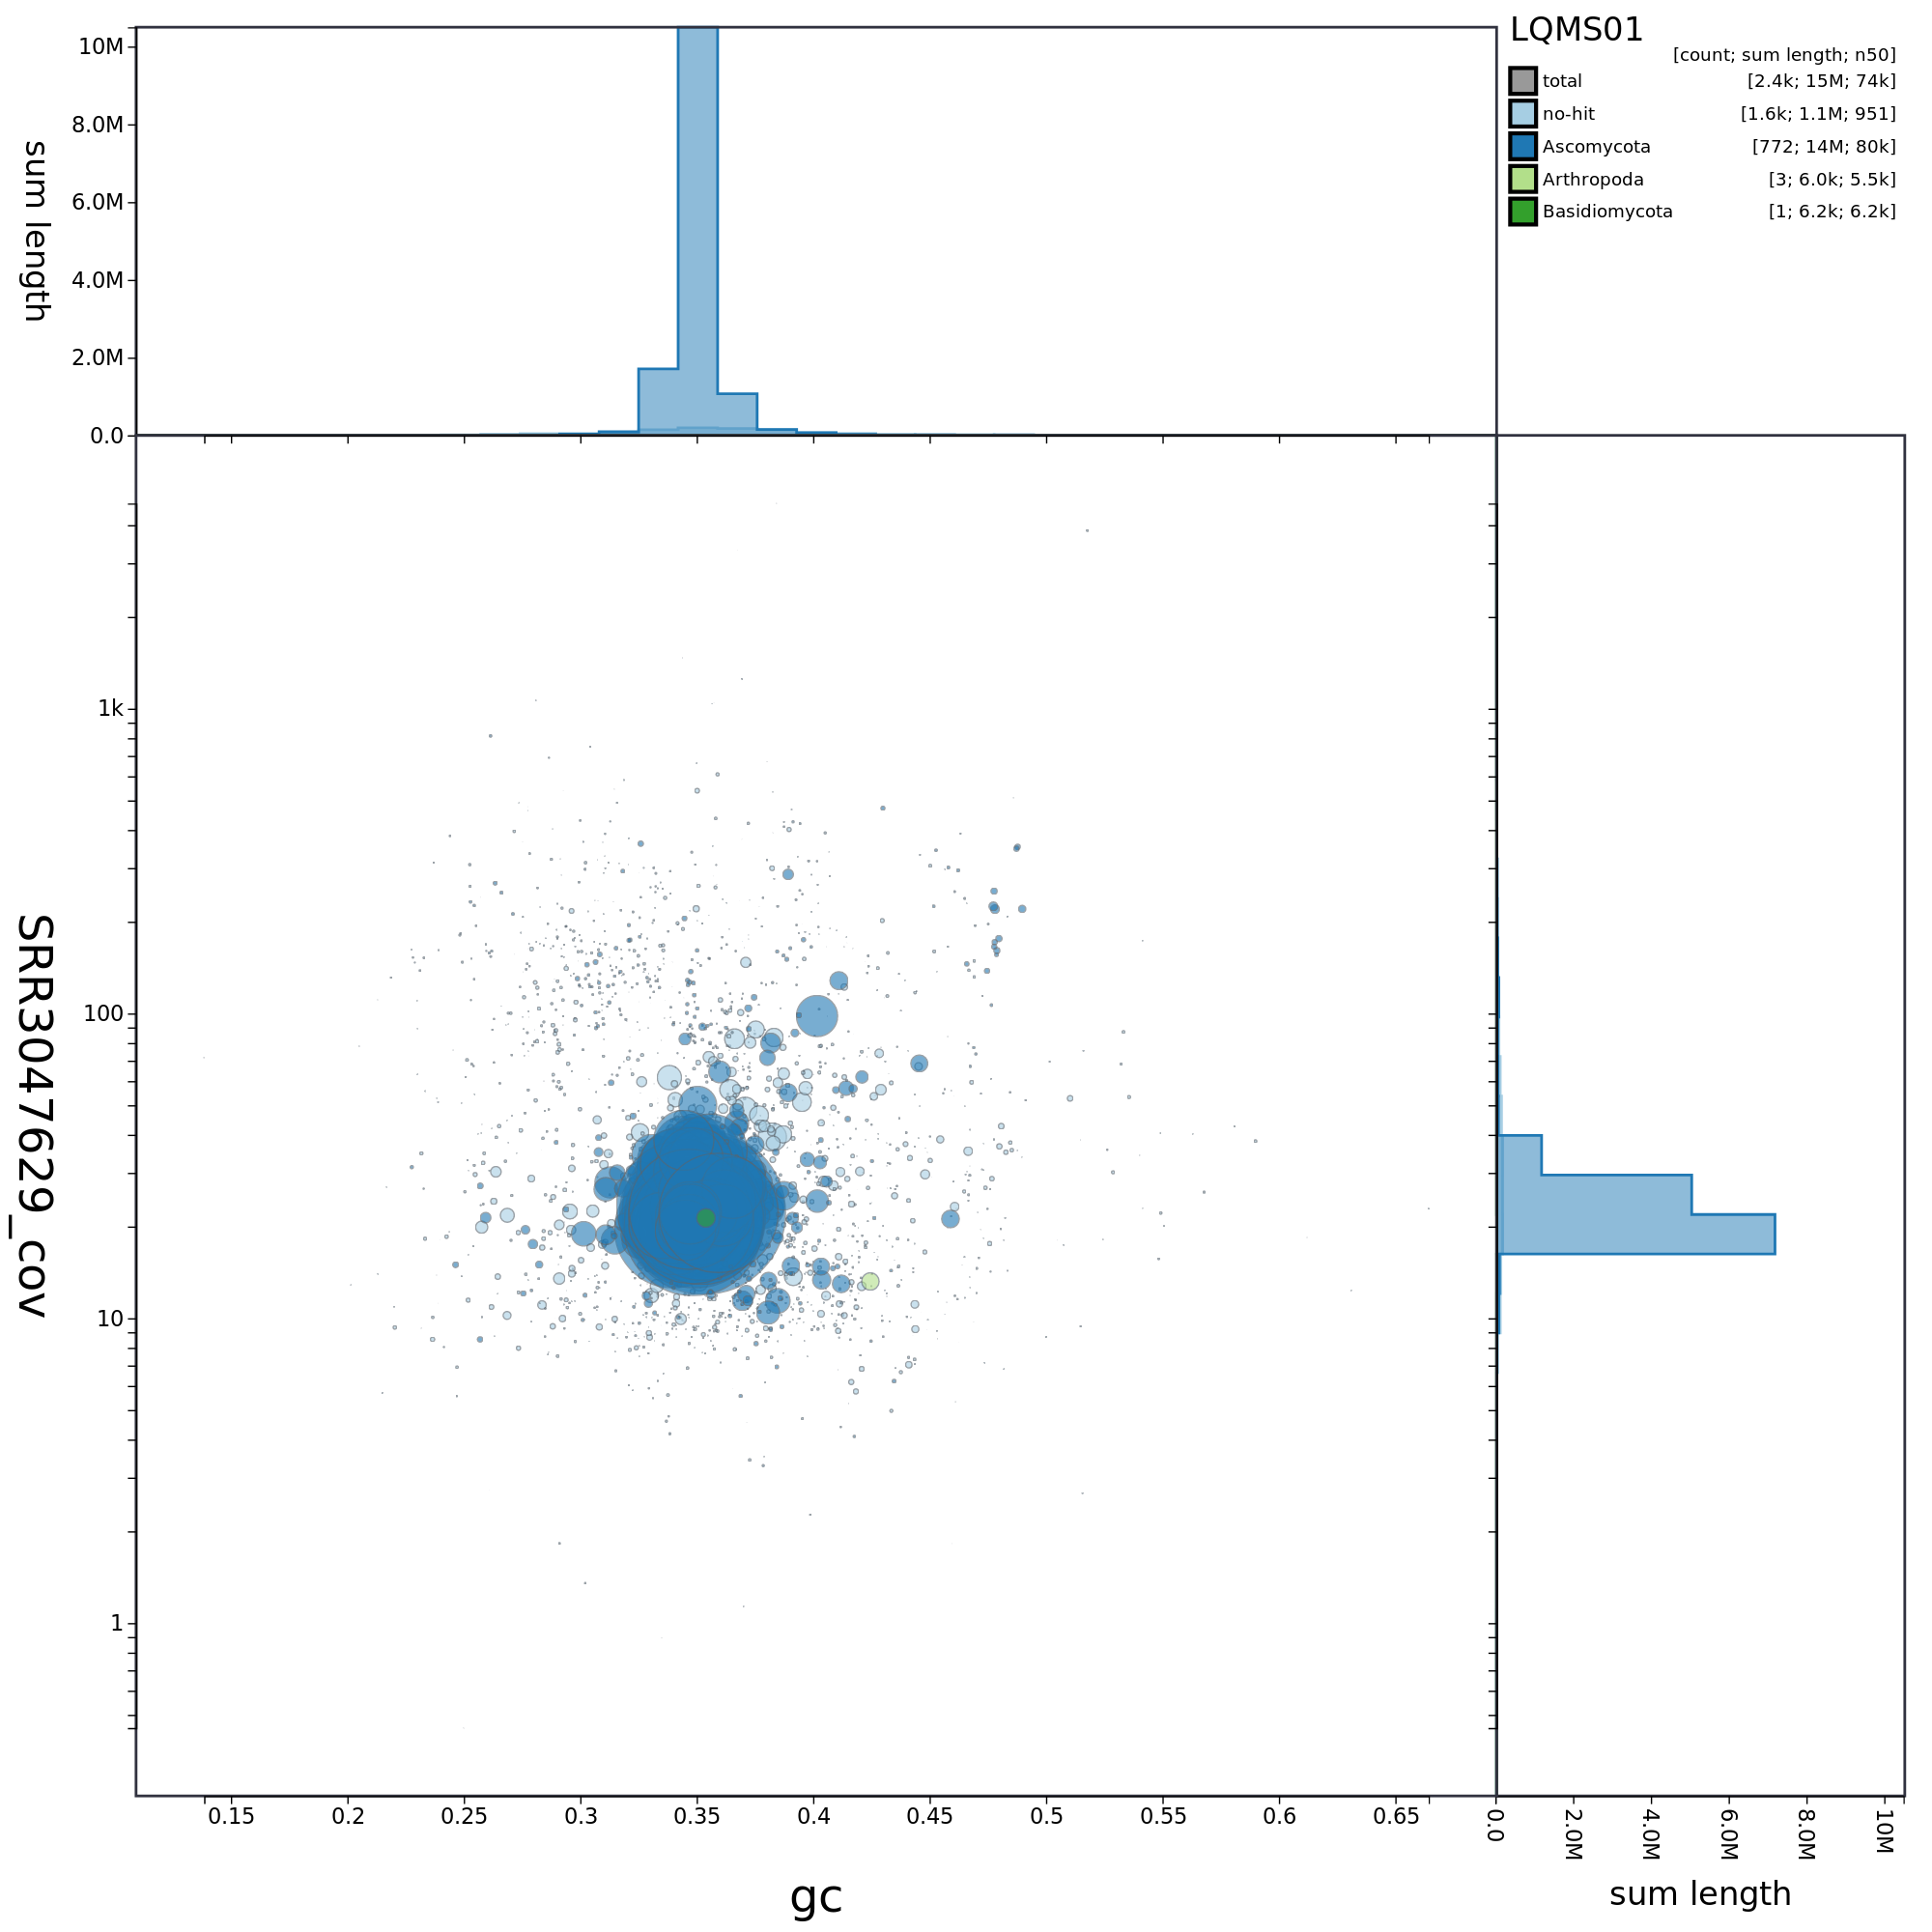 LQMS01
[count; sum length; n50]
total [2.4k; 15M; 74k]
no-hit [1.6k; 1.1M; 951]
Ascomycota [772; 14M; 80k]
Arthropoda [3; 6.0k; 5.5k]
Basidiomycota [1; 6.2k; 6.2k]
sum length
10M
8.0M
6.0M
4.0M
2.0M
0.0
SRR3047629_cov
1k
100
10
1
0.15 0.2 0.25 0.3 0.35 0.4 0.45 0.5 0.55 0.6 0.65
gc
0.0 2.0M 4.0M 6.0M 8.0M 10M
sum length